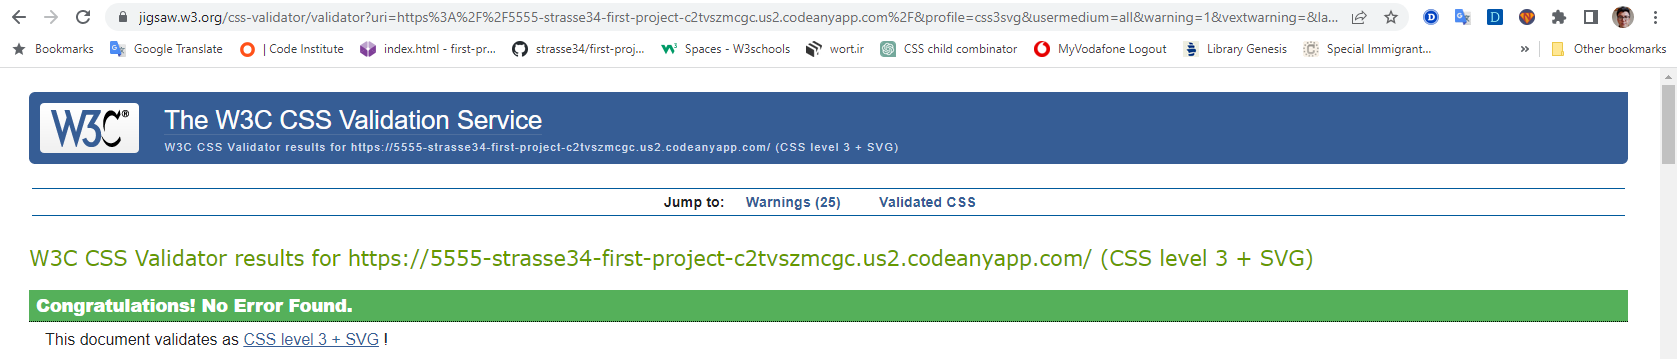 jigsaw.w3.org/css-validator/validator?uri=https%3A%2F%2F5555-strasse34-first-project-c2tvszmcgc.us2.codeanyapp.com%2F&profile=css3svg&usermedium=all&warning=1&vextwarning=&la...
Bookmarks Google Translate | Code Institute index.html - first-pr... strasse34/first-proj... Spaces - W3schools wort.ir CSS child combinator MyVodafone Logout Library Genesis Special Immigrant... » Other bookmarks
W3C® The W3C CSS Validation Service
W3C CSS Validator results for https://5555-strasse34-first-project-c2tvszmcgc.us2.codeanyapp.com/ (CSS level 3 + SVG)
Jump to: Warnings (25) Validated CSS
W3C CSS Validator results for https://5555-strasse34-first-project-c2tvszmcgc.us2.codeanyapp.com/ (CSS level 3 + SVG)
Congratulations! No Error Found.
This document validates as CSS level 3 + SVG !